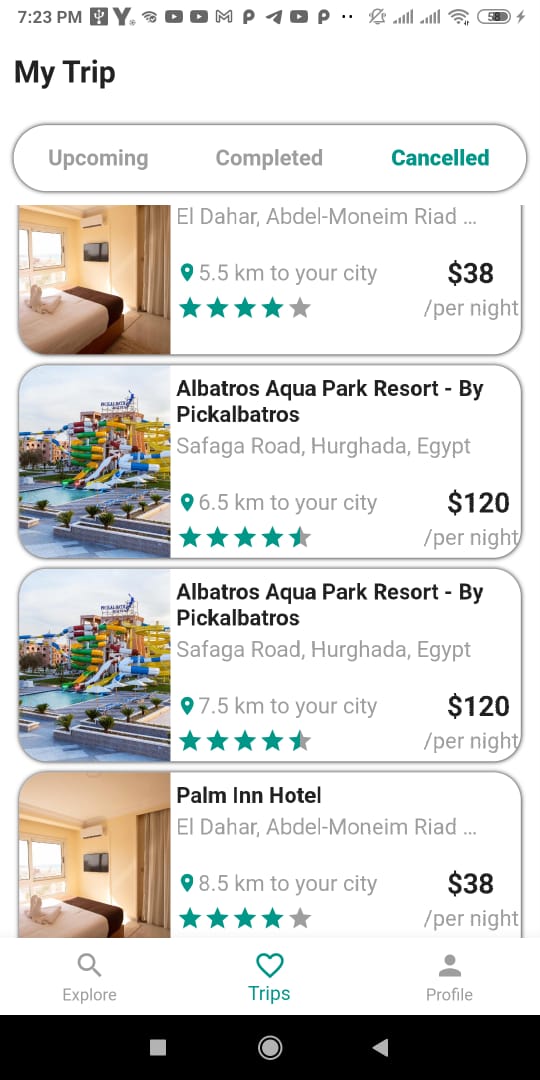 7:23 PM
58
My Trip
Upcoming Completed Cancelled
El Dahar, Abdel-Moneim Riad ...
5.5 km to your city
$38
/per night
PICKALBATROS
Albatros Aqua Park Resort - By
Pickalbatros
Safaga Road, Hurghada, Egypt
6.5 km to your city
$120
/per night
PICKALBATROS
Albatros Aqua Park Resort - By
Pickalbatros
Safaga Road, Hurghada, Egypt
7.5 km to your city
$120
/per night
Palm Inn Hotel
El Dahar, Abdel-Moneim Riad ...
8.5 km to your city
$38
/per night
Explore Trips Profile